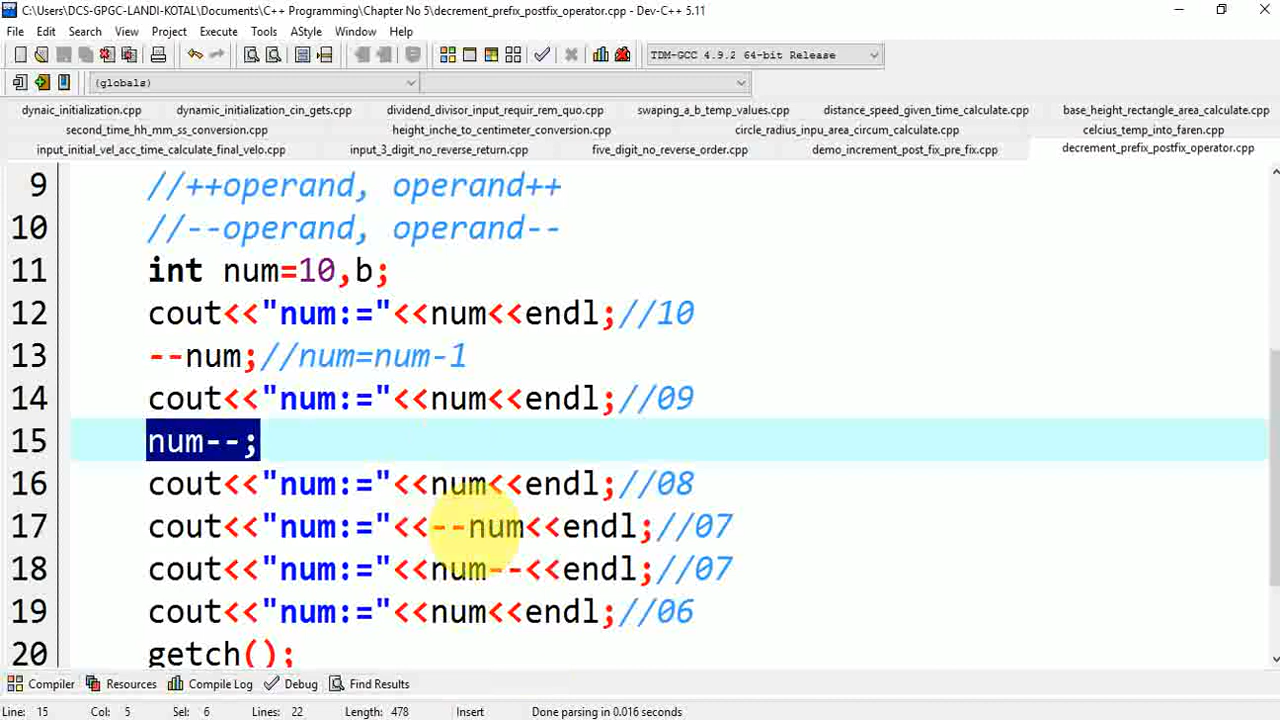 C:\Users\DCS-GPGC-LANDI-KOTAL\Documents\C++ Programming\Chapter No 5\decrement_prefix_postfix_operator.cpp - Dev-C++ 5.11
File Edit Search View Project Execute Tools AStyle Window Help
TDM-GCC 4.9.2 64-bit Release
(globals)
dynaic_initialization.cpp dynamic_initialization_cin_gets.cpp dividend_divisor_input_requir_rem_quo.cpp swaping_a_b_temp_values.cpp distance_speed_given_time_calculate.cpp base_height_rectangle_area_calculate.cpp
second_time_hh_mm_ss_conversion.cpp height_inche_to_centimeter_conversion.cpp circle_radius_inpu_area_circum_calculate.cpp celcius_temp_into_faren.cpp
input_initial_vel_acc_time_calculate_final_velo.cpp input_3_digit_no_reverse_return.cpp five_digit_no_reverse_order.cpp demo_increment_post_fix_pre_fix.cpp decrement_prefix_postfix_operator.cpp
9 //++operand, operand++
10 //--operand, operand--
11 int num=10,b;
12 cout<<"num:="<<num<<endl;//10
13 --num;//num=num-1
14 cout<<"num:="<<num<<endl;//09
15 num--;
16 cout<<"num:="<<num<<endl;//08
17 cout<<"num:="<<--num<<endl;//07
18 cout<<"num:="<<num--<<endl;//07
19 cout<<"num:="<<num<<endl;//06
20 getch();
Compiler Resources Compile Log Debug Find Results
Line: 15 Col: 5 Sel: 6 Lines: 22 Length: 478 Insert Done parsing in 0.016 seconds